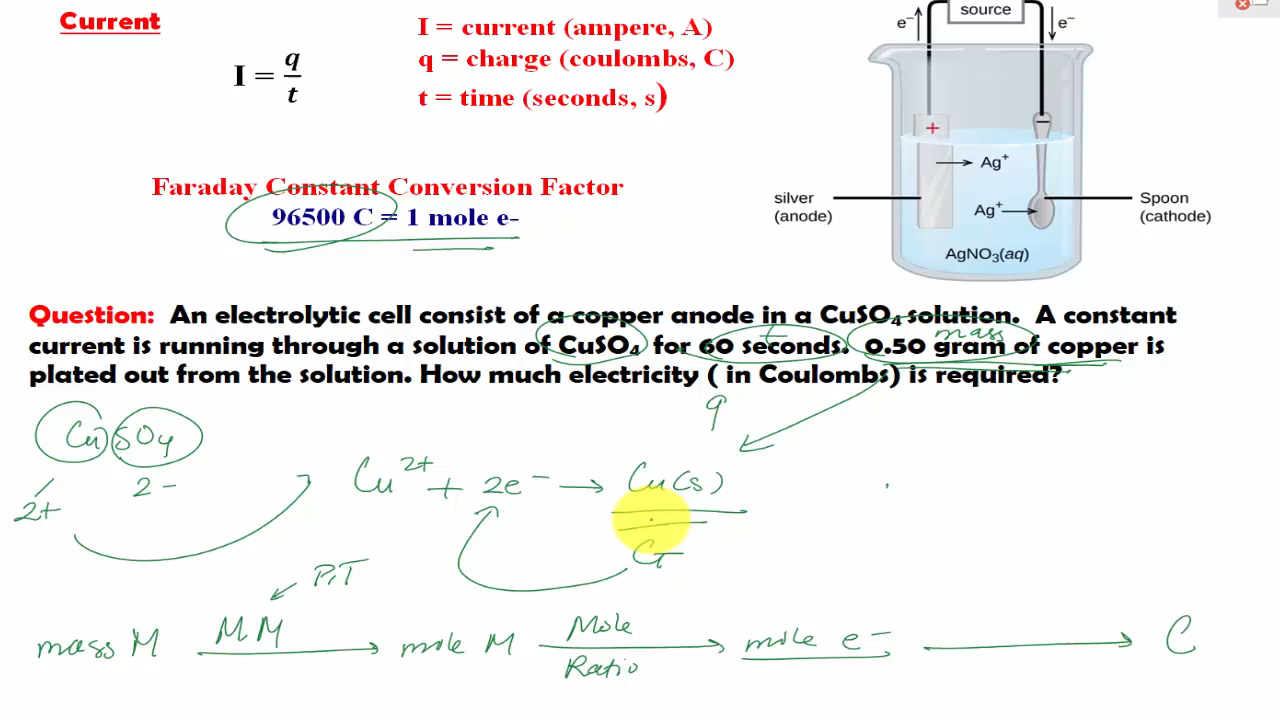 Current
I = q/t
I = current (ampere, A)
q = charge (coulombs, C)
t = time (seconds, s)
source
e⁻
e⁻
+
−
Ag⁺
silver
(anode)
Ag⁺
Spoon
(cathode)
AgNO₃(aq)
Faraday Constant Conversion Factor
96500 C = 1 mole e-
Question: An electrolytic cell consist of a copper anode in a CuSO₄ solution. A constant
t
mass
current is running through a solution of CuSO₄ for 60 seconds. 0.50 gram of copper is
plated out from the solution. How much electricity ( in Coulombs) is required?
q
CuSO₄
2+ 2-
Cu²⁺ + 2e⁻ → Cu(s)
P.T
mass M MM mole M Mole Ratio mole e⁻ C